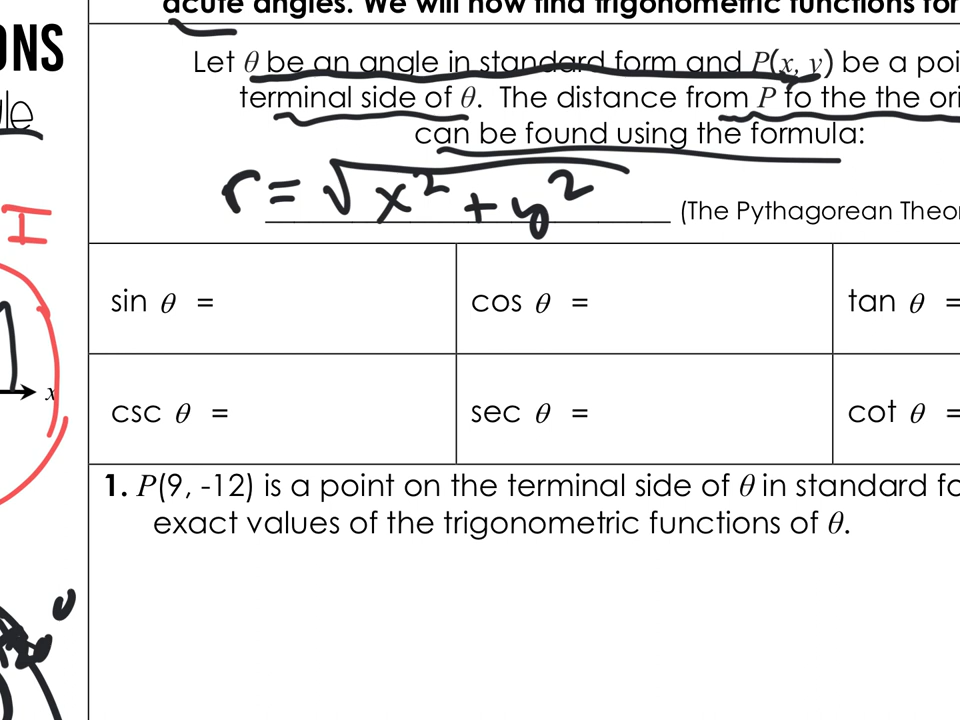 acute angles. We will now find trigonometric functions for
ONS
Let θ be an angle in standard form and P(x, y) be a poi
terminal side of θ. The distance from P to the the ori
can be found using the formula:
r = √x² + y²
(The Pythagorean Theo
I
sin θ =
cos θ =
tan θ =
x
csc θ =
sec θ =
cot θ =
1. P(9, -12) is a point on the terminal side of θ in standard fo
exact values of the trigonometric functions of θ.